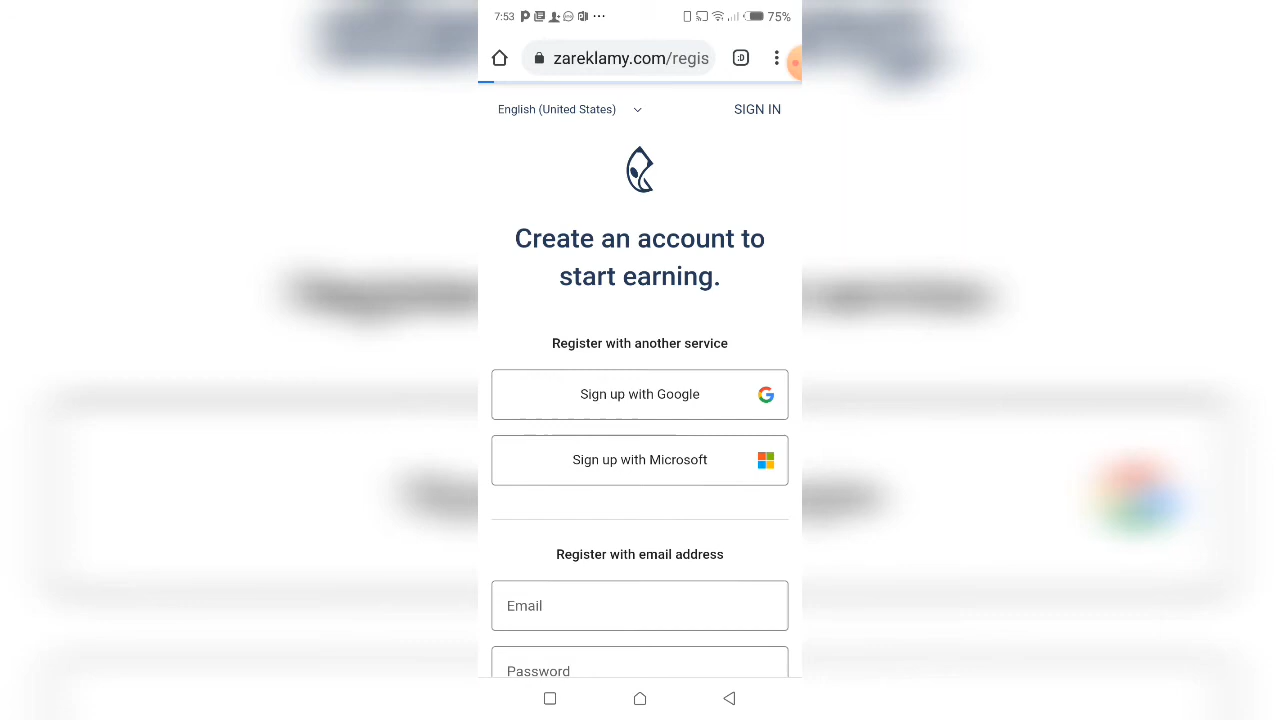 7:53
75%
zareklamy.com/regis
:D
English (United States)
SIGN IN
Create an account to
start earning.
Register with another service
Sign up with Google
Sign up with Microsoft
Register with email address
Email
Password